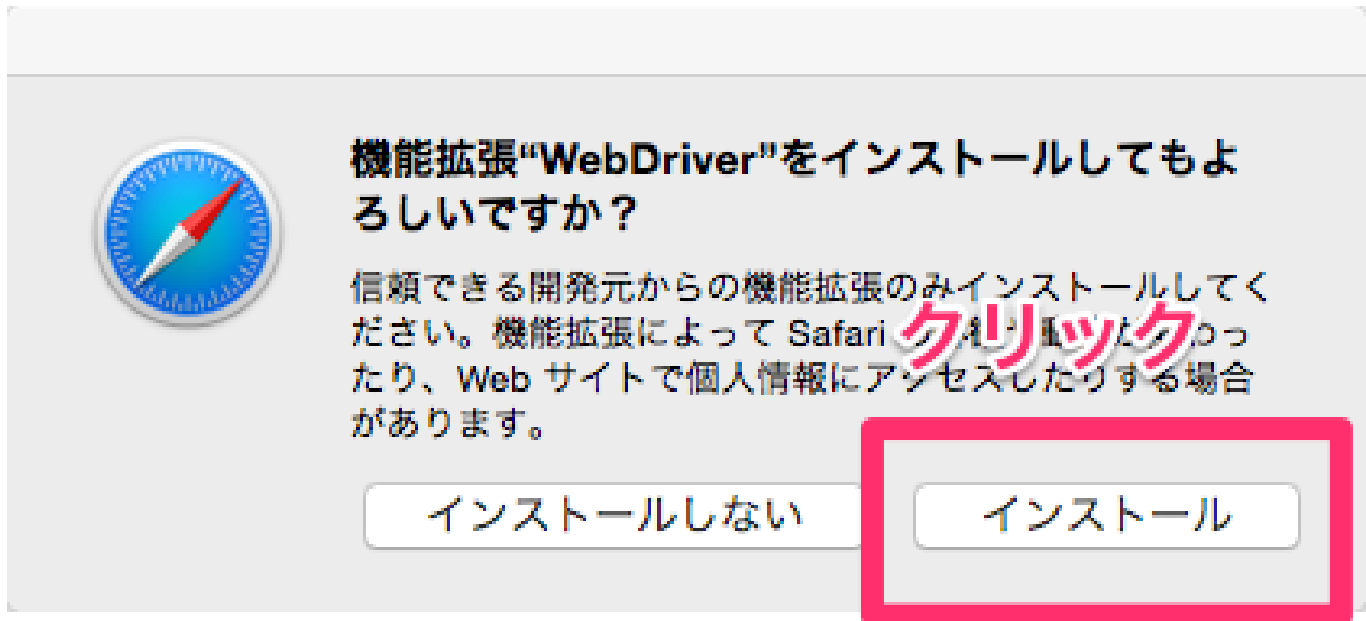 機能拡張“WebDriver”をインストールしてもよ
ろしいですか？
信頼できる開発元からの機能拡張のみインストールしてく
ださい。機能拡張によって Safari わっ
クリック
たり、Web サイトで個人情報にアクセスしたりする場合
があります。
インストールしない
インストール